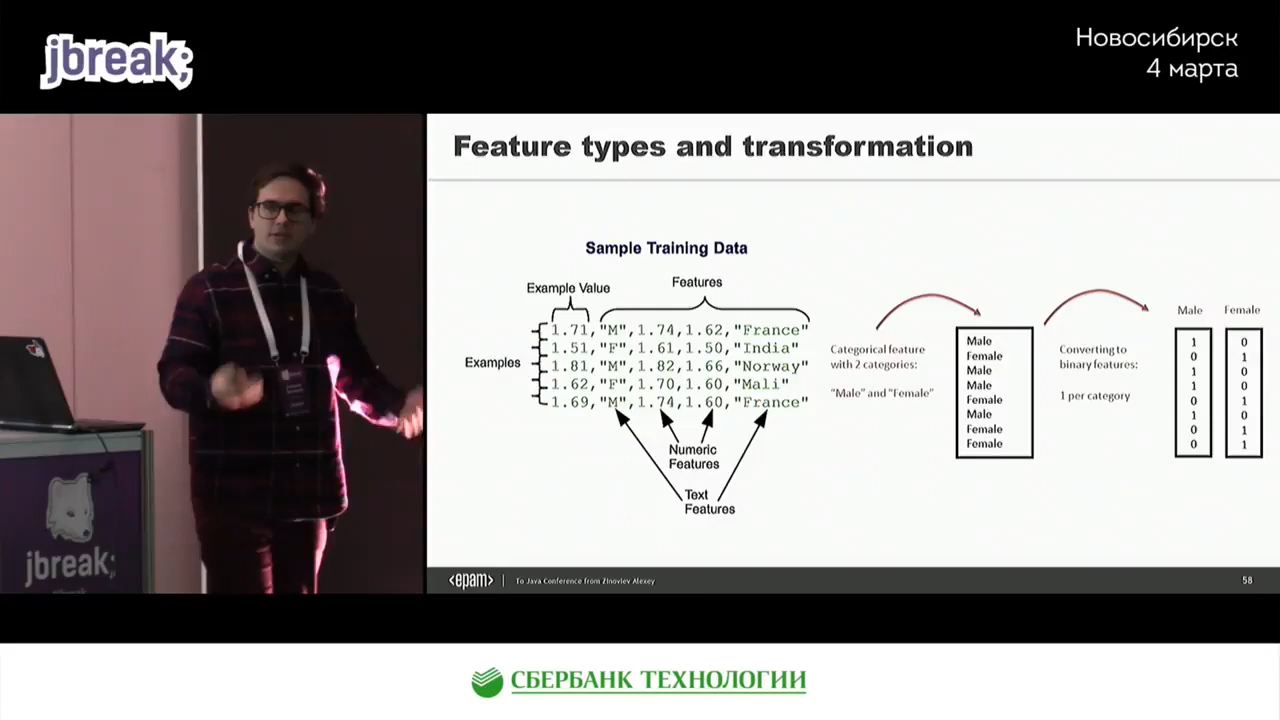 jbreak;
Новосибирск
4 марта
Feature types and transformation
Sample Training Data
Example Value
Features
Examples
1.71,"M",1.74,1.62,"France"
1.51,"F",1.61,1.50,"India"
1.81,"M",1.82,1.66,"Norway"
1.62,"F",1.70,1.60,"Mali"
1.69,"M",1.74,1.60,"France"
Numeric
Features
Text
Features
Categorical feature
with 2 categories:
"Male" and "Female"
Male
Female
Male
Male
Female
Male
Female
Female
Converting to
binary features:
1 per category
Male Female
1 0
0 1
1 0
1 0
0 1
1 0
0 1
0 1
<epam> | To Java Conference from Zinoviev Alexey
58
jbreak;
СБЕРБАНК ТЕХНОЛОГИИ